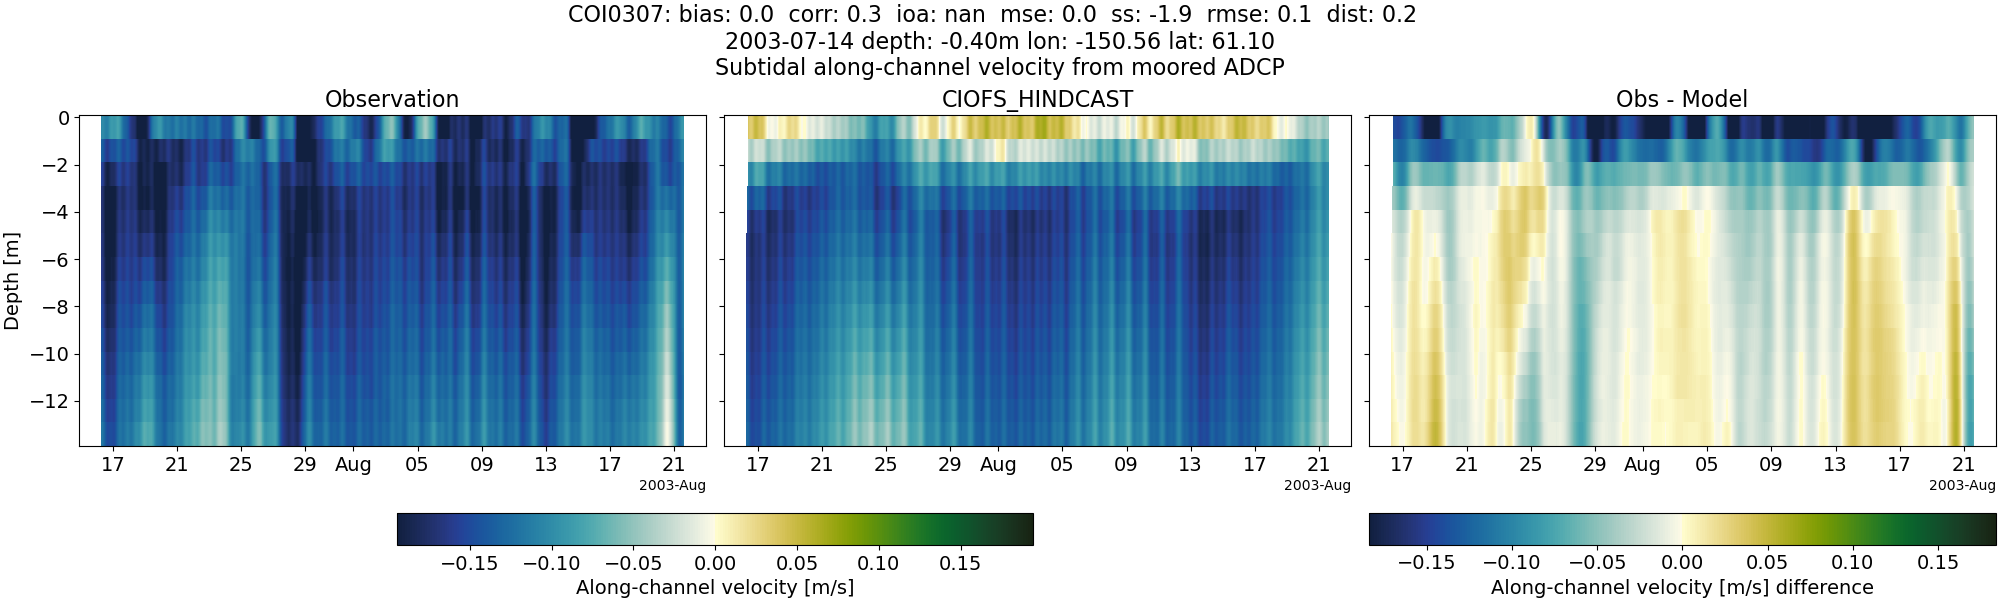 COI0307: bias: 0.0  corr: 0.3  ioa: nan  mse: 0.0  ss: -1.9  rmse: 0.1  dist: 0.2
2003-07-14 depth: -0.40m lon: -150.56 lat: 61.10
Subtidal along-channel velocity from moored ADCP
Observation
CIOFS_HINDCAST
Obs - Model
Depth [m]
0
−2
−4
−6
−8
−10
−12
17 21 25 29 Aug 05 09 13 17 21
2003-Aug
17 21 25 29 Aug 05 09 13 17 21
2003-Aug
17 21 25 29 Aug 05 09 13 17 21
2003-Aug
−0.15 −0.10 −0.05 0.00 0.05 0.10 0.15
Along-channel velocity [m/s]
−0.15 −0.10 −0.05 0.00 0.05 0.10 0.15
Along-channel velocity [m/s] difference